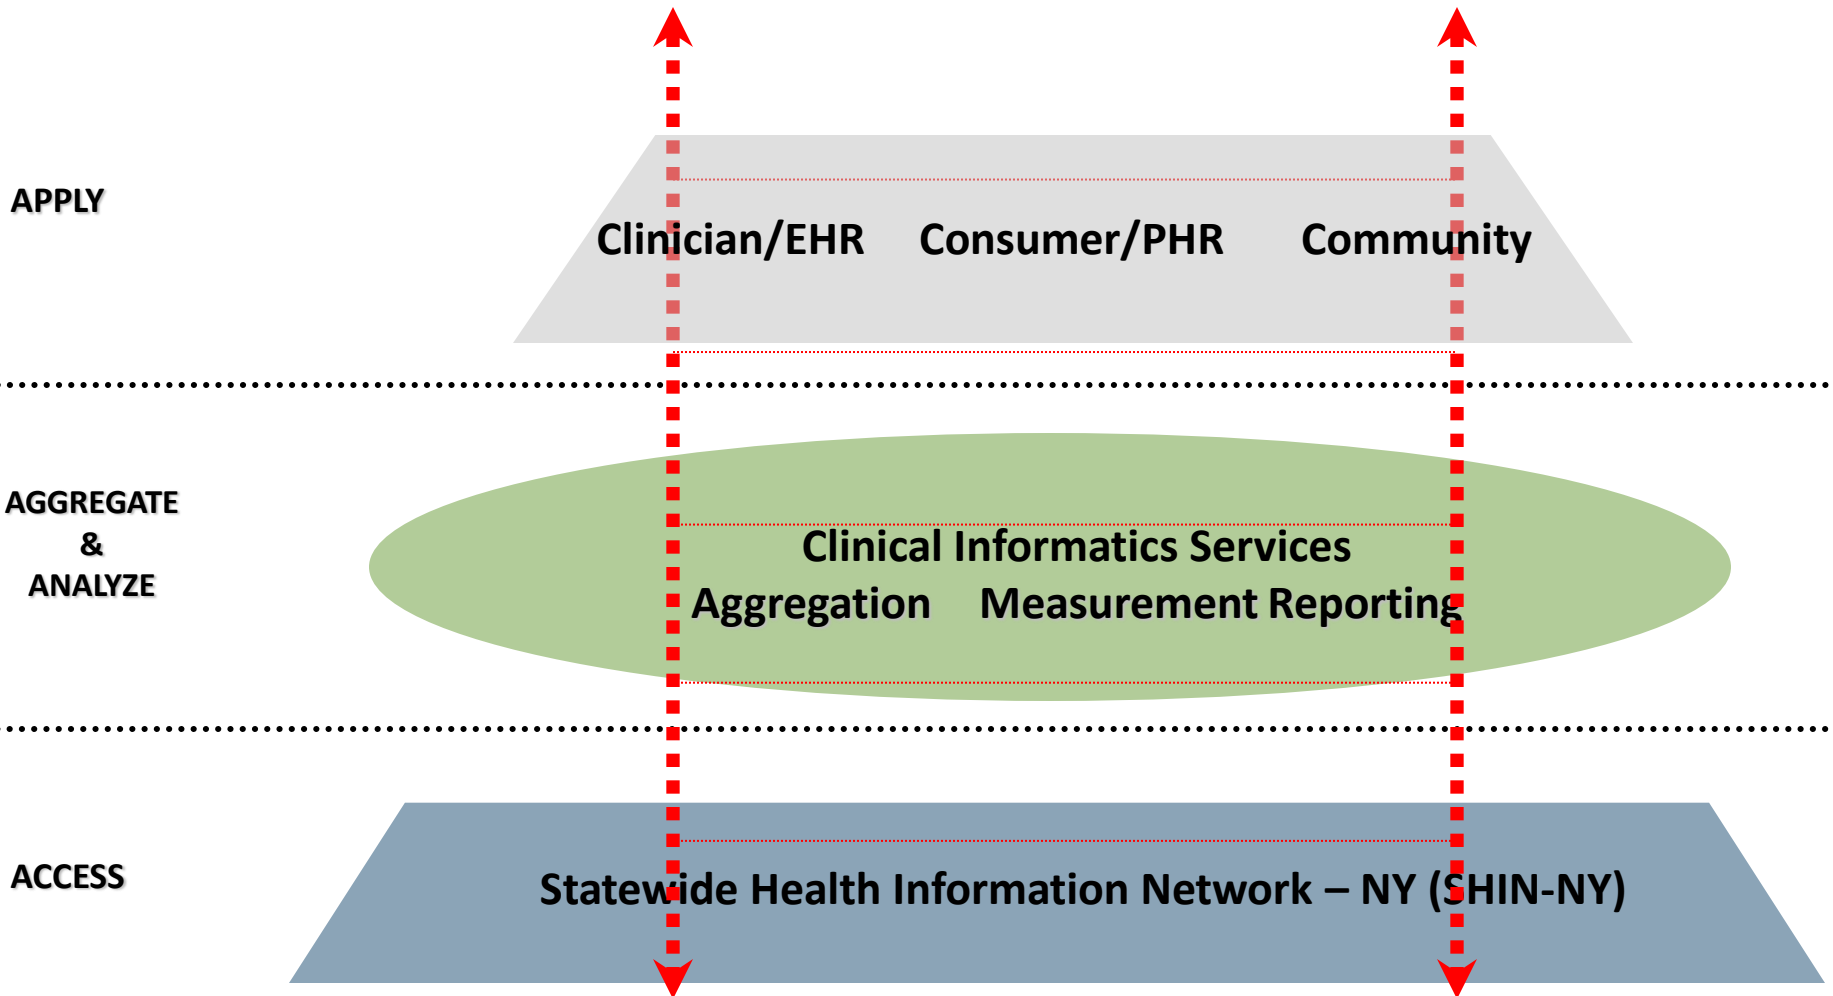 APPLY
Clinician/EHR Consumer/PHR Community
AGGREGATE
&
ANALYZE
Clinical Informatics Services
Aggregation Measurement Reporting
ACCESS
Statewide Health Information Network – NY (SHIN-NY)